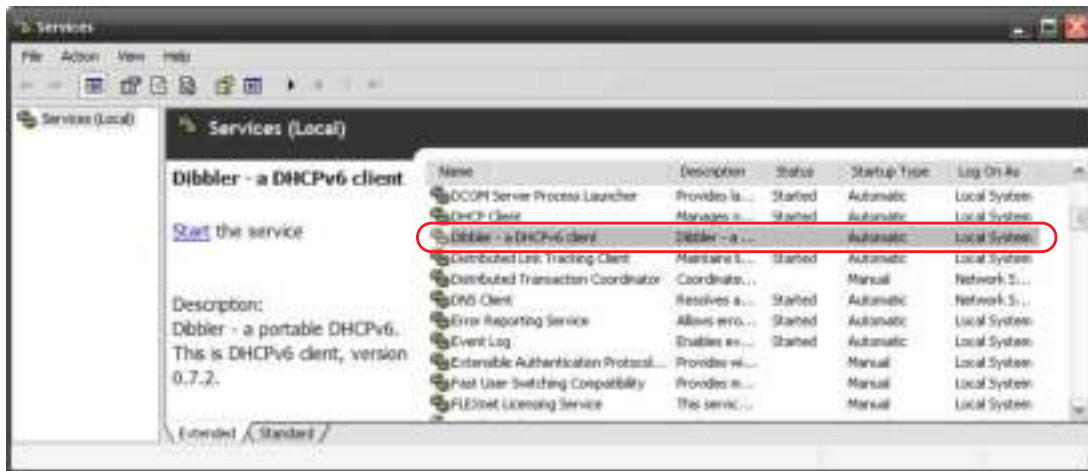 Services
File Action View Help
Services (Local)
Services (Local)
Dibbler - a DHCPv6 client
Start the service
Description:
Dibbler - a portable DHCPv6.
This is DHCPv6 client, version
0.7.2.
Name Description Status Startup Type Log On As
DCOM Server Process Launcher Provides la... Started Automatic Local System
DHCP Client Manages n... Started Automatic Local System
Dibbler - a DHCPv6 client Dibbler - a ... Automatic Local System
Distributed Link Tracking Client Maintains l... Started Automatic Local System
Distributed Transaction Coordinator Coordinate... Manual Network S...
DNS Client Resolves a... Started Automatic Network S...
Error Reporting Service Allows erro... Started Automatic Local System
Event Log Enables ev... Started Automatic Local System
Extensible Authentication Protocol... Provides wi... Manual Local System
Fast User Switching Compatibility Provides m... Manual Local System
FLEXnet Licensing Service This servic... Manual Local System
Extended Standard